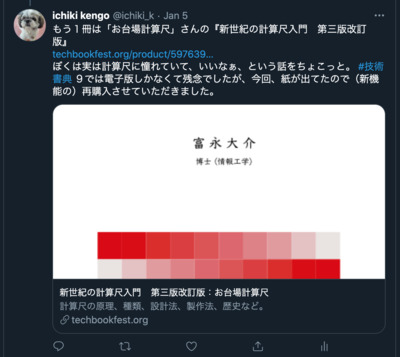 ichiki kengo @ichiki_k · Jan 5
もう１冊は「お台場計算尺」さんの『新世紀の計算尺入門　第三版改訂
版』
techbookfest.org/product/597639...
ぼくは実は計算尺に憧れていて、いいなぁ、という話をちょこっと。 #技術
書典 ９では電子版しかなくて残念でしたが、今回、紙が出てたので（新機
能の）再購入させていただきました。
富永大介
博士（情報工学）
新世紀の計算尺入門　第三版改訂版：お台場計算尺
計算尺の原理、種類、設計法、製作法、歴史など。
techbookfest.org